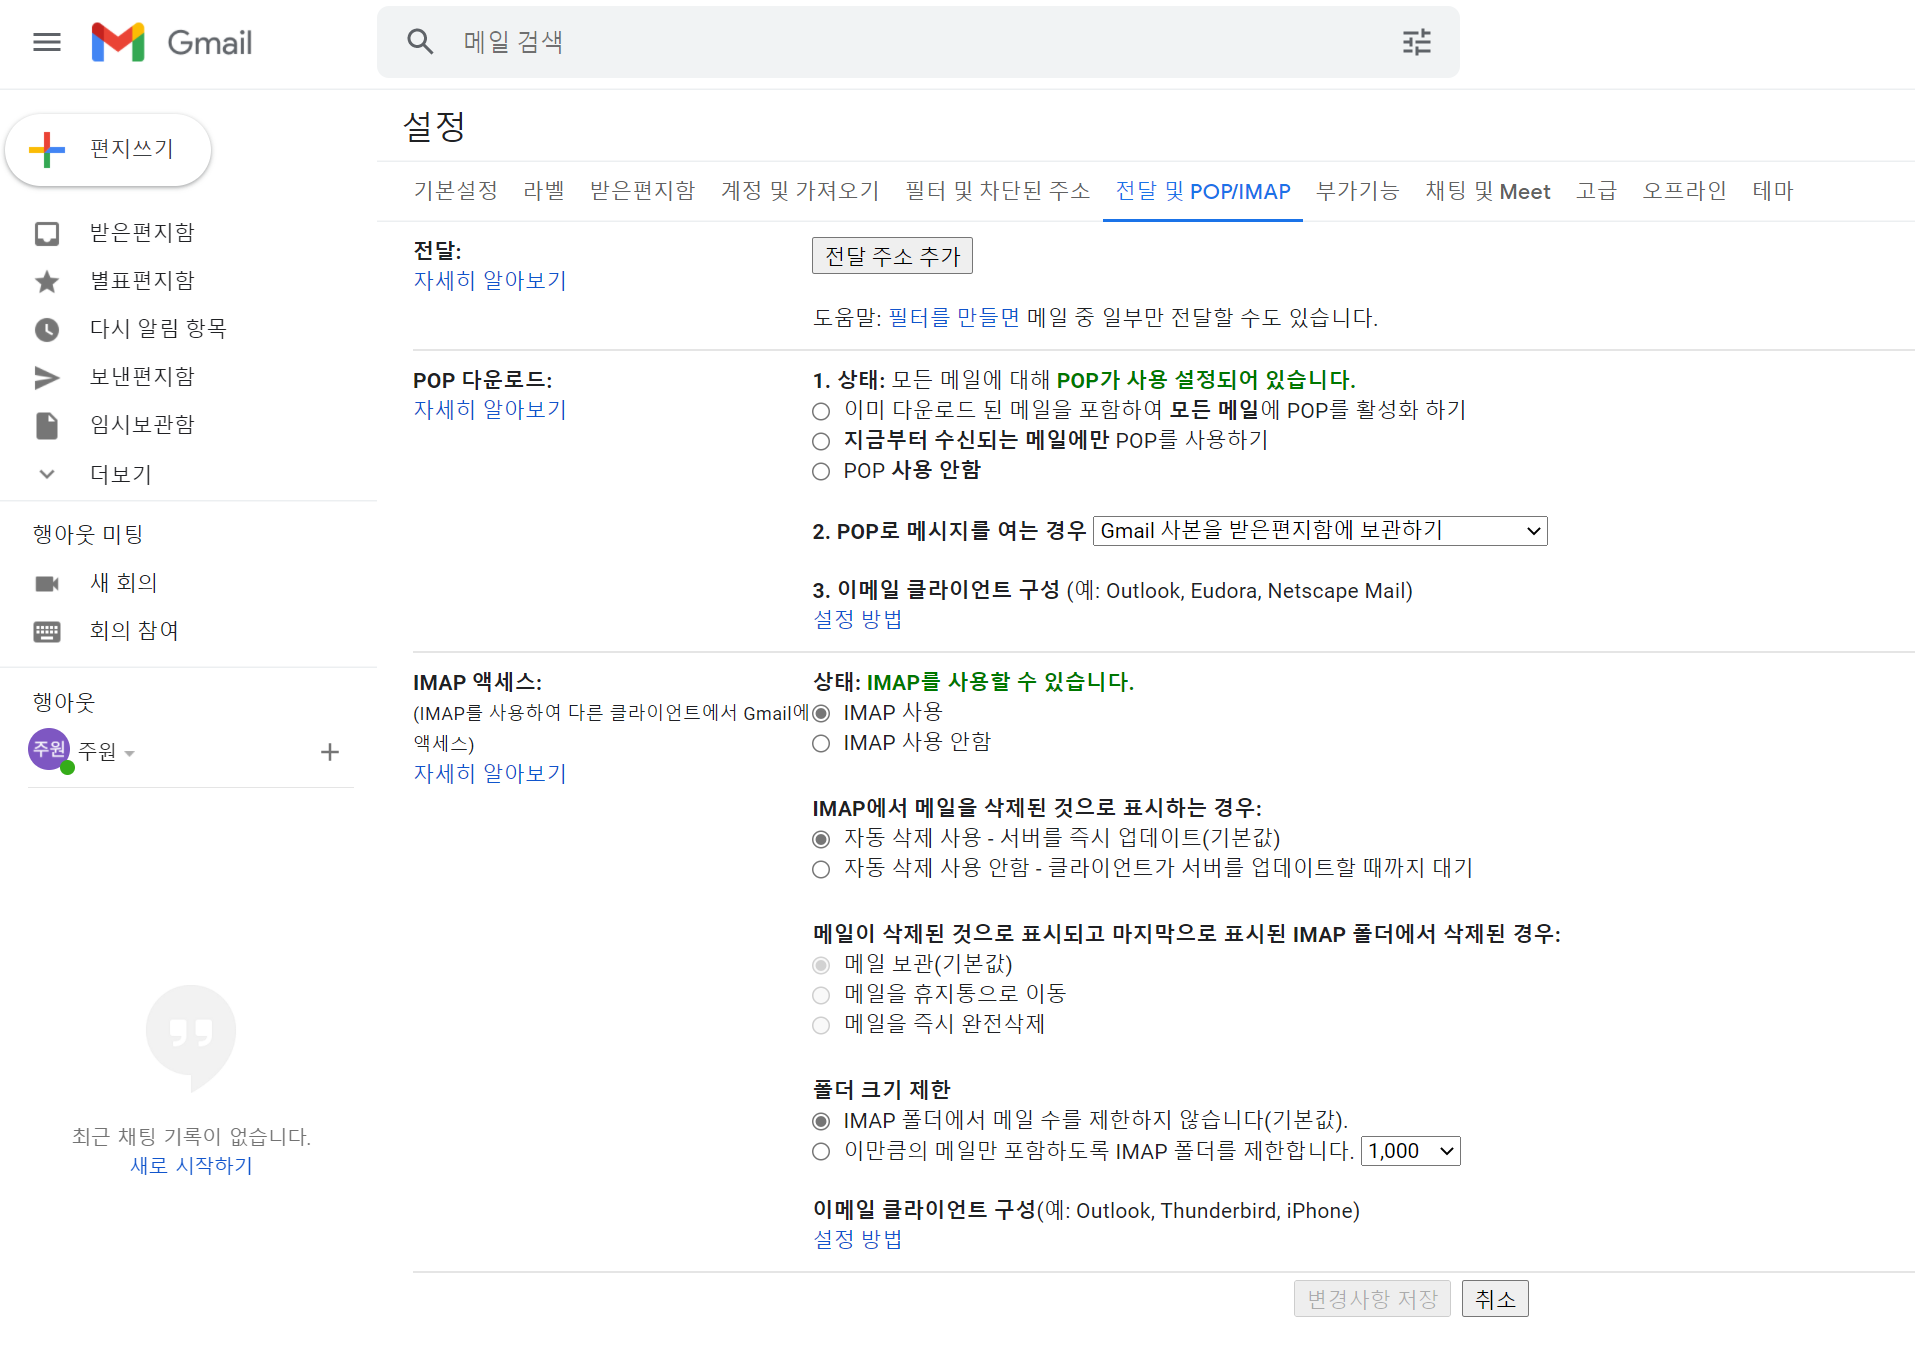 Gmail
메일 검색
편지쓰기
받은편지함
별표편지함
다시 알림 항목
보낸편지함
임시보관함
더보기
행아웃 미팅
새 회의
회의 참여
행아웃
주원 주원
최근 채팅 기록이 없습니다.
새로 시작하기
설정
기본설정 라벨 받은편지함 계정 및 가져오기 필터 및 차단된 주소 전달 및 POP/IMAP 부가기능 채팅 및 Meet 고급 오프라인 테마
전달:
자세히 알아보기
전달 주소 추가
도움말: 필터를 만들면 메일 중 일부만 전달할 수도 있습니다.
POP 다운로드:
자세히 알아보기
1. 상태: 모든 메일에 대해 POP가 사용 설정되어 있습니다.
이미 다운로드 된 메일을 포함하여 모든 메일에 POP를 활성화 하기
지금부터 수신되는 메일에만 POP를 사용하기
POP 사용 안함
2. POP로 메시지를 여는 경우 Gmail 사본을 받은편지함에 보관하기
3. 이메일 클라이언트 구성 (예: Outlook, Eudora, Netscape Mail)
설정 방법
IMAP 액세스:
(IMAP를 사용하여 다른 클라이언트에서 Gmail에
액세스)
자세히 알아보기
상태: IMAP를 사용할 수 있습니다.
IMAP 사용
IMAP 사용 안함
IMAP에서 메일을 삭제된 것으로 표시하는 경우:
자동 삭제 사용 - 서버를 즉시 업데이트(기본값)
자동 삭제 사용 안함 - 클라이언트가 서버를 업데이트할 때까지 대기
메일이 삭제된 것으로 표시되고 마지막으로 표시된 IMAP 폴더에서 삭제된 경우:
메일 보관(기본값)
메일을 휴지통으로 이동
메일을 즉시 완전삭제
폴더 크기 제한
IMAP 폴더에서 메일 수를 제한하지 않습니다(기본값).
이만큼의 메일만 포함하도록 IMAP 폴더를 제한합니다. 1,000
이메일 클라이언트 구성(예: Outlook, Thunderbird, iPhone)
설정 방법
변경사항 저장 취소